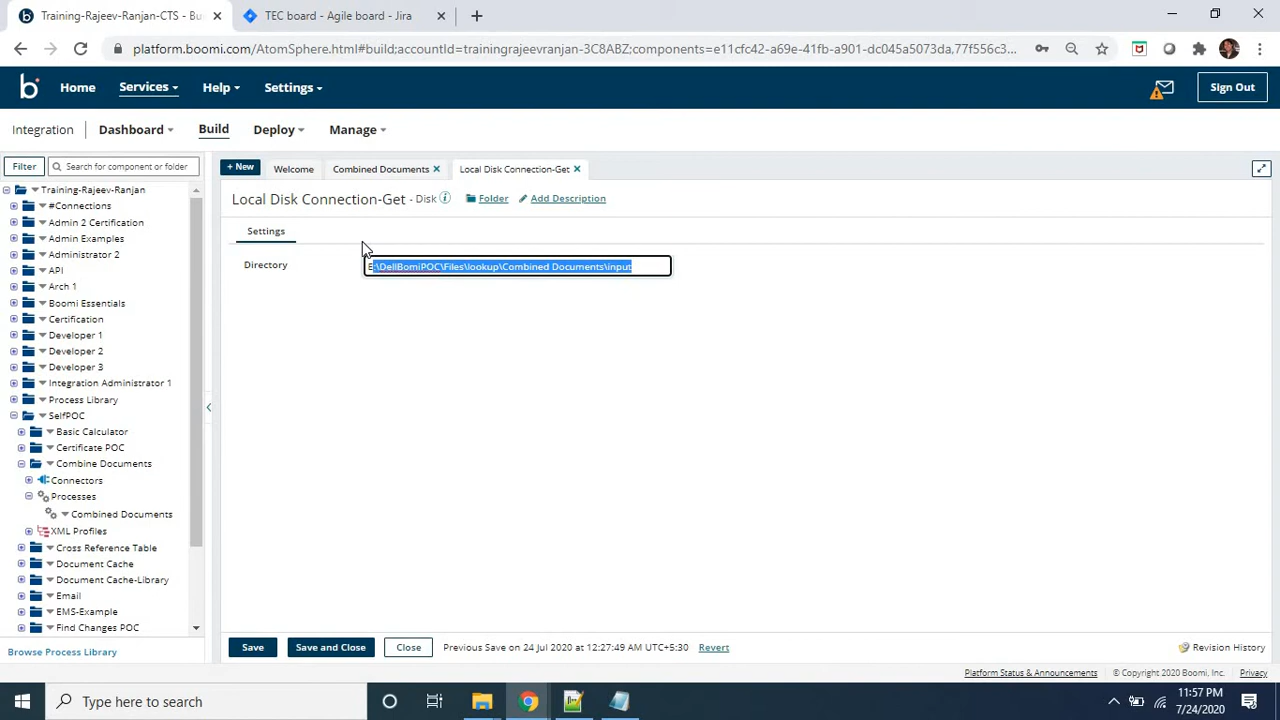 Training-Rajeev-Ranjan-CTS - Bu
TEC board - Agile board - Jira
platform.boomi.com/AtomSphere.html#build;accountId=trainingrajeevranjan-3C8ABZ;components=e11cfc42-a69e-41fb-a901-dc045a5073da,77f556c3...
b
Home
Services
Help
Settings
Sign Out
Integration
Dashboard
Build
Deploy
Manage
Filter
Search for component or folder
+ New
Welcome
Combined Documents
Local Disk Connection-Get
Training-Rajeev-Ranjan
#Connections
Admin 2 Certification
Admin Examples
Administrator 2
API
Arch 1
Boomi Essentials
Certification
Developer 1
Developer 2
Developer 3
Integration Administrator 1
Process Library
SelfPOC
Basic Calculator
Certificate POC
Combine Documents
Connectors
Processes
Combined Documents
XML Profiles
Cross Reference Table
Document Cache
Document Cache-Library
Email
EMS-Example
Find Changes POC
Browse Process Library
Local Disk Connection-Get - Disk
Folder
Add Description
Settings
Directory
E:\DellBomiPOC\Files\lookup\Combined Documents\input
Save
Save and Close
Close
Previous Save on 24 Jul 2020 at 12:27:49 AM UTC+5:30
Revert
Revision History
Platform Status & Announcements
© Copyright 2020 Boomi, Inc.
Privacy
Type here to search
11:57 PM
7/24/2020